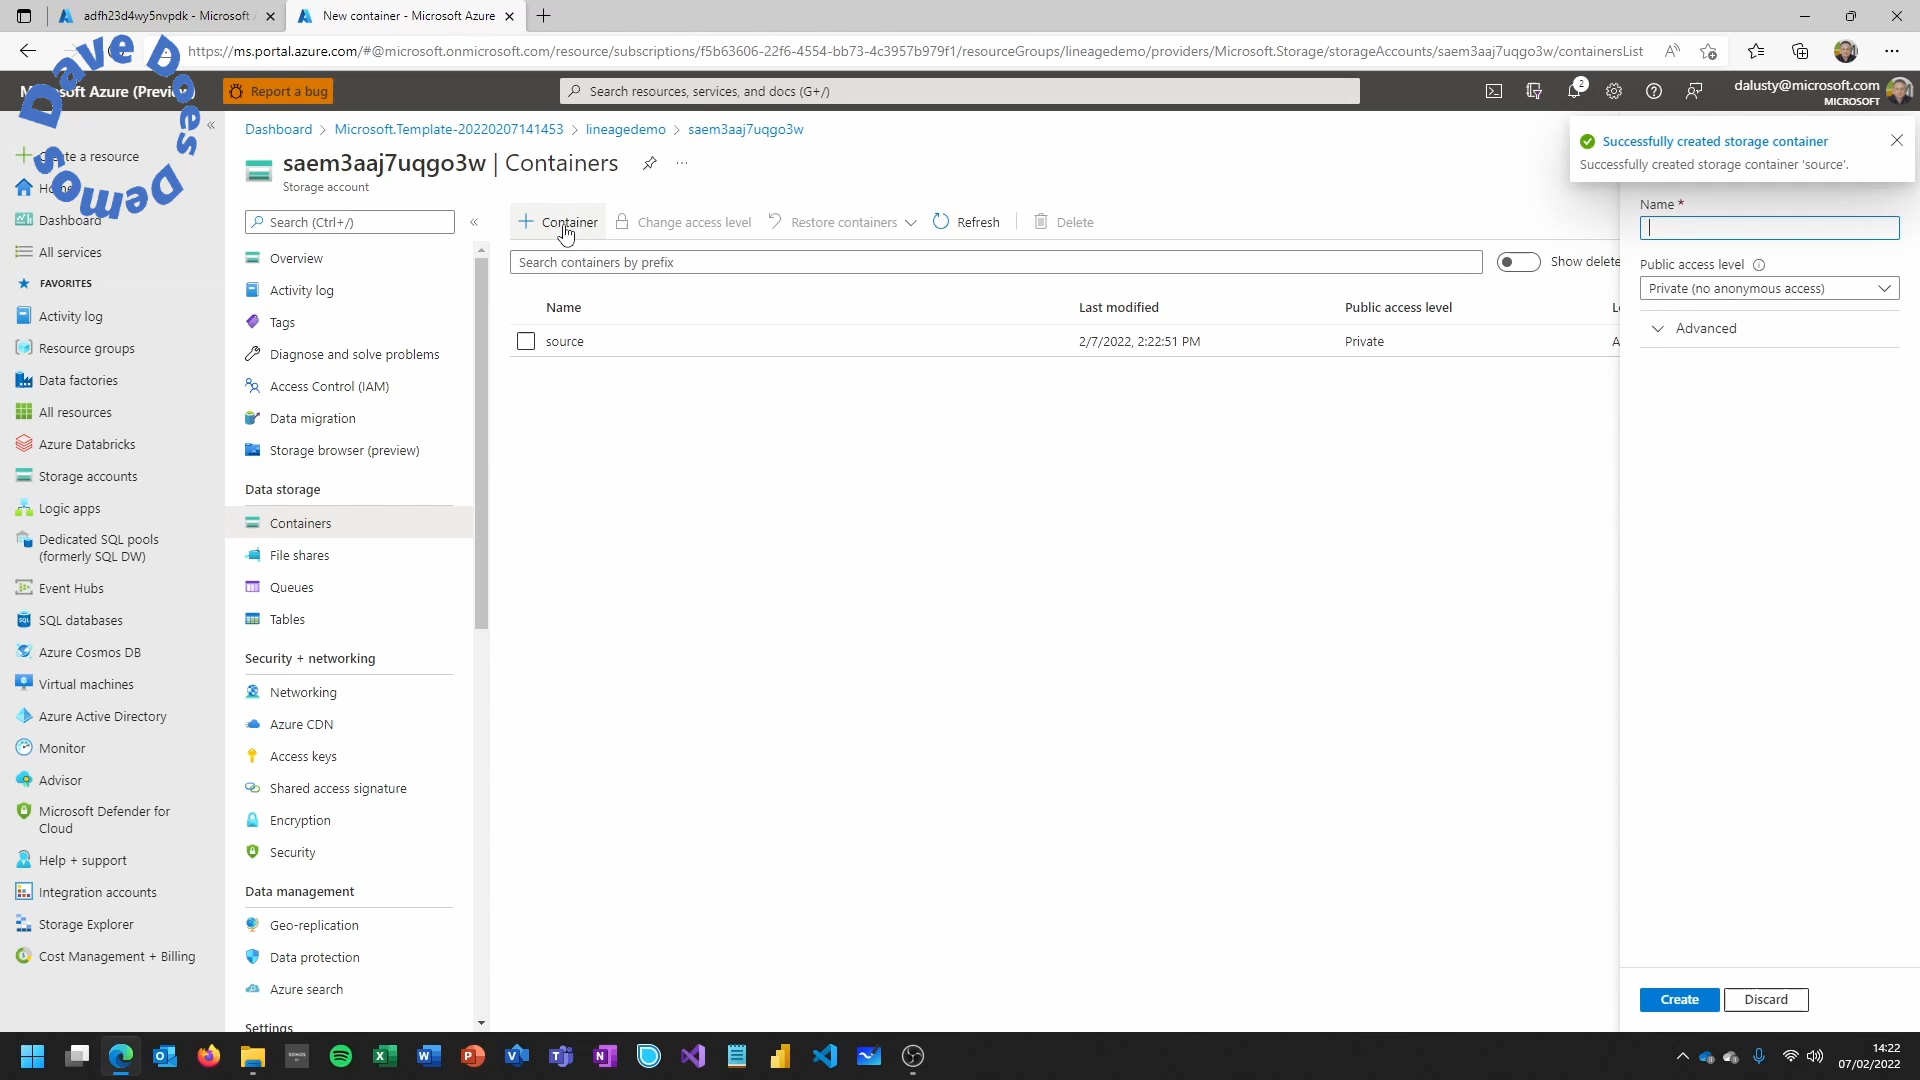 adfh23d4wy5nvpdk - Microsoft A
New container - Microsoft Azure
https://ms.portal.azure.com/#@microsoft.onmicrosoft.com/resource/subscriptions/f5b63606-22f6-4554-bb73-4c3957b979f1/resourceGroups/lineagedemo/providers/Microsoft.Storage/storageAccounts/saem3aaj7uqgo3w/containersList
Dave Does Demos
Microsoft Azure (Preview)
Report a bug
Search resources, services, and docs (G+/)
2
dalusty@microsoft.com
MICROSOFT
Create a resource
Home
Dashboard
All services
FAVORITES
Activity log
Resource groups
Data factories
All resources
Azure Databricks
Storage accounts
Logic apps
Dedicated SQL pools
(formerly SQL DW)
Event Hubs
SQL databases
Azure Cosmos DB
Virtual machines
Azure Active Directory
Monitor
Advisor
Microsoft Defender for
Cloud
Help + support
Integration accounts
Storage Explorer
Cost Management + Billing
Dashboard > Microsoft.Template-20220207141453 > lineagedemo > saem3aaj7uqgo3w
saem3aaj7uqgo3w | Containers
Storage account
Search (Ctrl+/)
Overview
Activity log
Tags
Diagnose and solve problems
Access Control (IAM)
Data migration
Storage browser (preview)
Data storage
Containers
File shares
Queues
Tables
Security + networking
Networking
Azure CDN
Access keys
Shared access signature
Encryption
Security
Data management
Geo-replication
Data protection
Azure search
Settings
Container
Change access level
Restore containers
Refresh
Delete
Search containers by prefix
Show delete
Name
Last modified
Public access level
source
2/7/2022, 2:22:51 PM
Private
A
Successfully created storage container
Successfully created storage container 'source'.
Name *
Public access level
Private (no anonymous access)
Advanced
Create
Discard
SONOS
14:22
07/02/2022